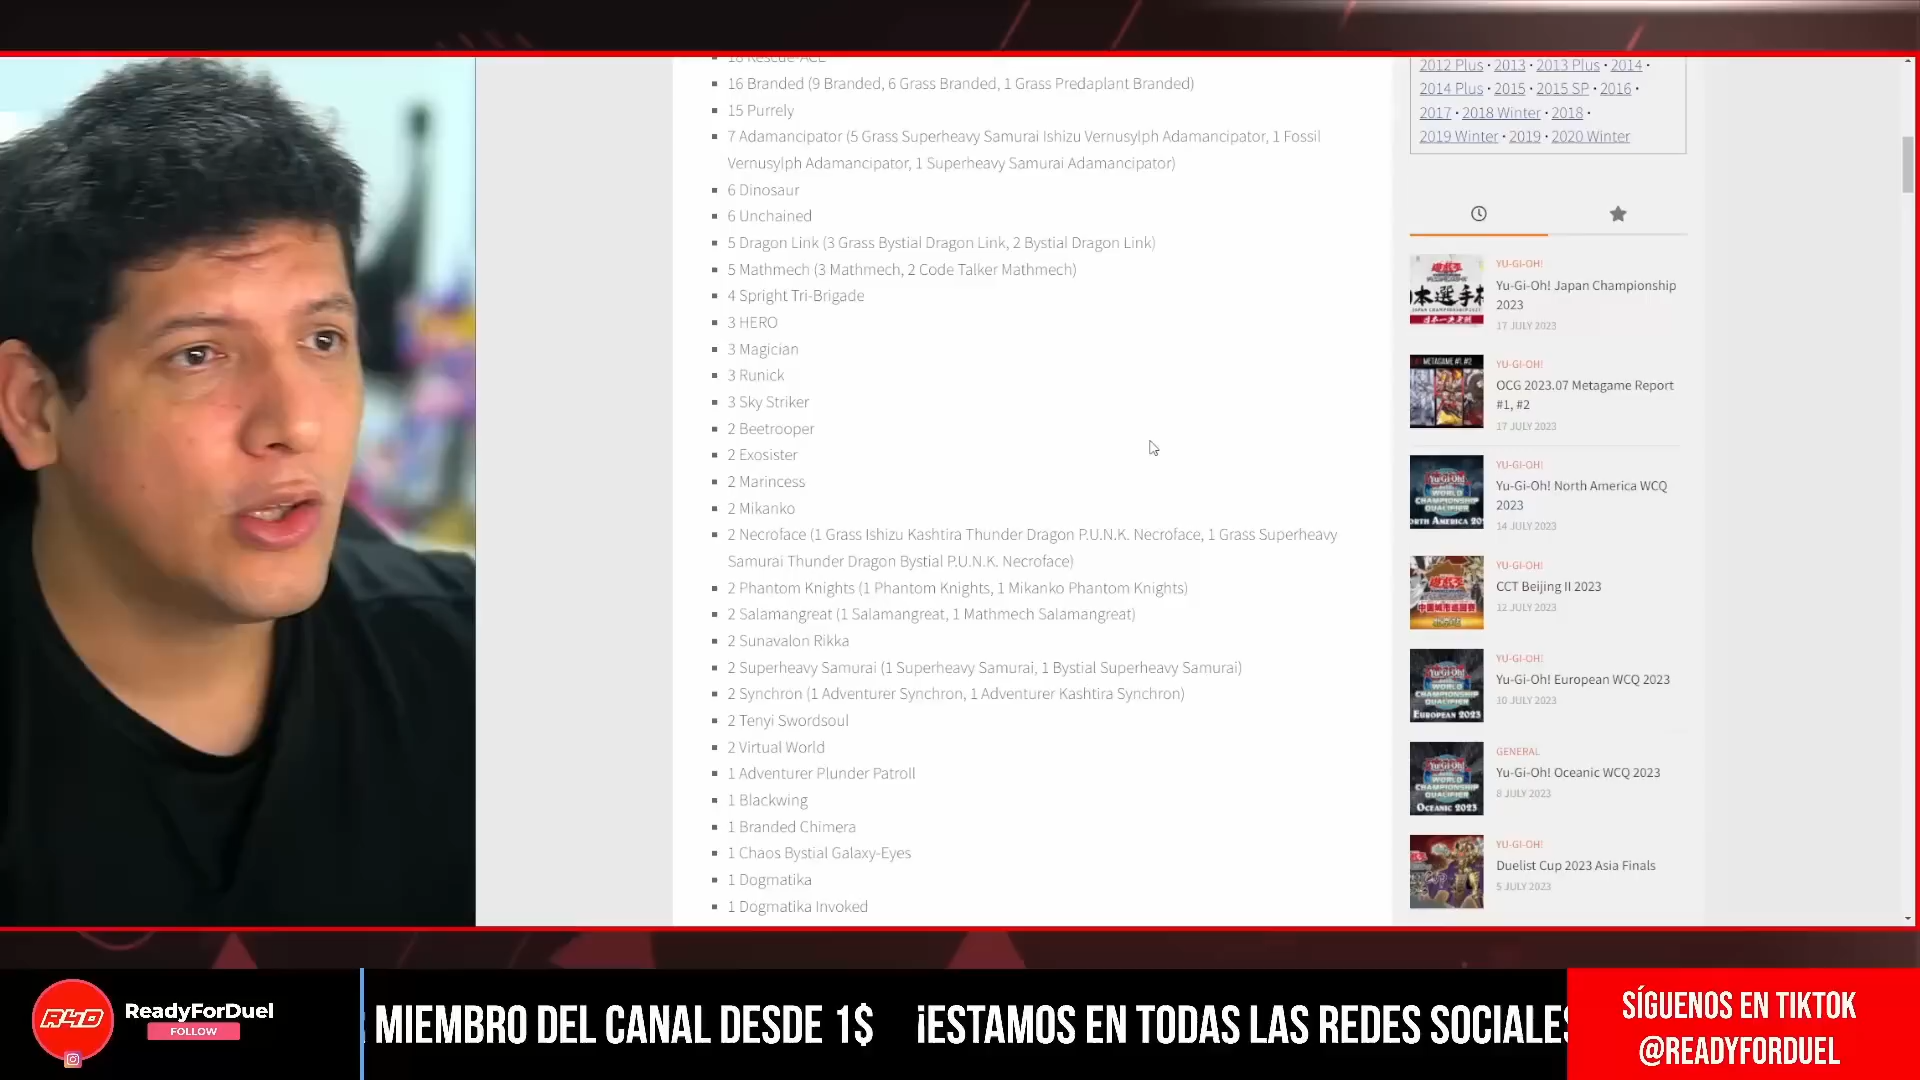 18 Rescue-ACE
16 Branded (9 Branded, 6 Grass Branded, 1 Grass Predaplant Branded)
15 Purrely
7 Adamancipator (5 Grass Superheavy Samurai Ishizu Vernusylph Adamancipator, 1 Fossil
Vernusylph Adamancipator, 1 Superheavy Samurai Adamancipator)
6 Dinosaur
6 Unchained
5 Dragon Link (3 Grass Bystial Dragon Link, 2 Bystial Dragon Link)
5 Mathmech (3 Mathmech, 2 Code Talker Mathmech)
4 Spright Tri-Brigade
3 HERO
3 Magician
3 Runick
3 Sky Striker
2 Beetrooper
2 Exosister
2 Marincess
2 Mikanko
2 Necroface (1 Grass Ishizu Kashtira Thunder Dragon P.U.N.K. Necroface, 1 Grass Superheavy
Samurai Thunder Dragon Bystial P.U.N.K. Necroface)
2 Phantom Knights (1 Phantom Knights, 1 Mikanko Phantom Knights)
2 Salamangreat (1 Salamangreat, 1 Mathmech Salamangreat)
2 Sunavalon Rikka
2 Superheavy Samurai (1 Superheavy Samurai, 1 Bystial Superheavy Samurai)
2 Synchron (1 Adventurer Synchron, 1 Adventurer Kashtira Synchron)
2 Tenyi Swordsoul
2 Virtual World
1 Adventurer Plunder Patroll
1 Blackwing
1 Branded Chimera
1 Chaos Bystial Galaxy-Eyes
1 Dogmatika
1 Dogmatika Invoked
2012 Plus • 2013 • 2013 Plus • 2014 •
2014 Plus • 2015 • 2015 SP • 2016 •
2017 • 2018 Winter • 2018 •
2019 Winter • 2019 • 2020 Winter
YU-GI-OH!
Yu-Gi-Oh! Japan Championship
2023
17 JULY 2023
YU-GI-OH!
OCG 2023.07 Metagame Report
#1, #2
17 JULY 2023
YU-GI-OH!
Yu-Gi-Oh! North America WCQ
2023
14 JULY 2023
YU-GI-OH!
CCT Beijing II 2023
12 JULY 2023
YU-GI-OH!
Yu-Gi-Oh! European WCQ 2023
10 JULY 2023
GENERAL
Yu-Gi-Oh! Oceanic WCQ 2023
8 JULY 2023
YU-GI-OH!
Duelist Cup 2023 Asia Finals
5 JULY 2023
R4D
ReadyForDuel
FOLLOW
MIEMBRO DEL CANAL DESDE 1$ ¡ESTAMOS EN TODAS LAS REDES SOCIALES
SÍGUENOS EN TIKTOK
@READYFORDUEL